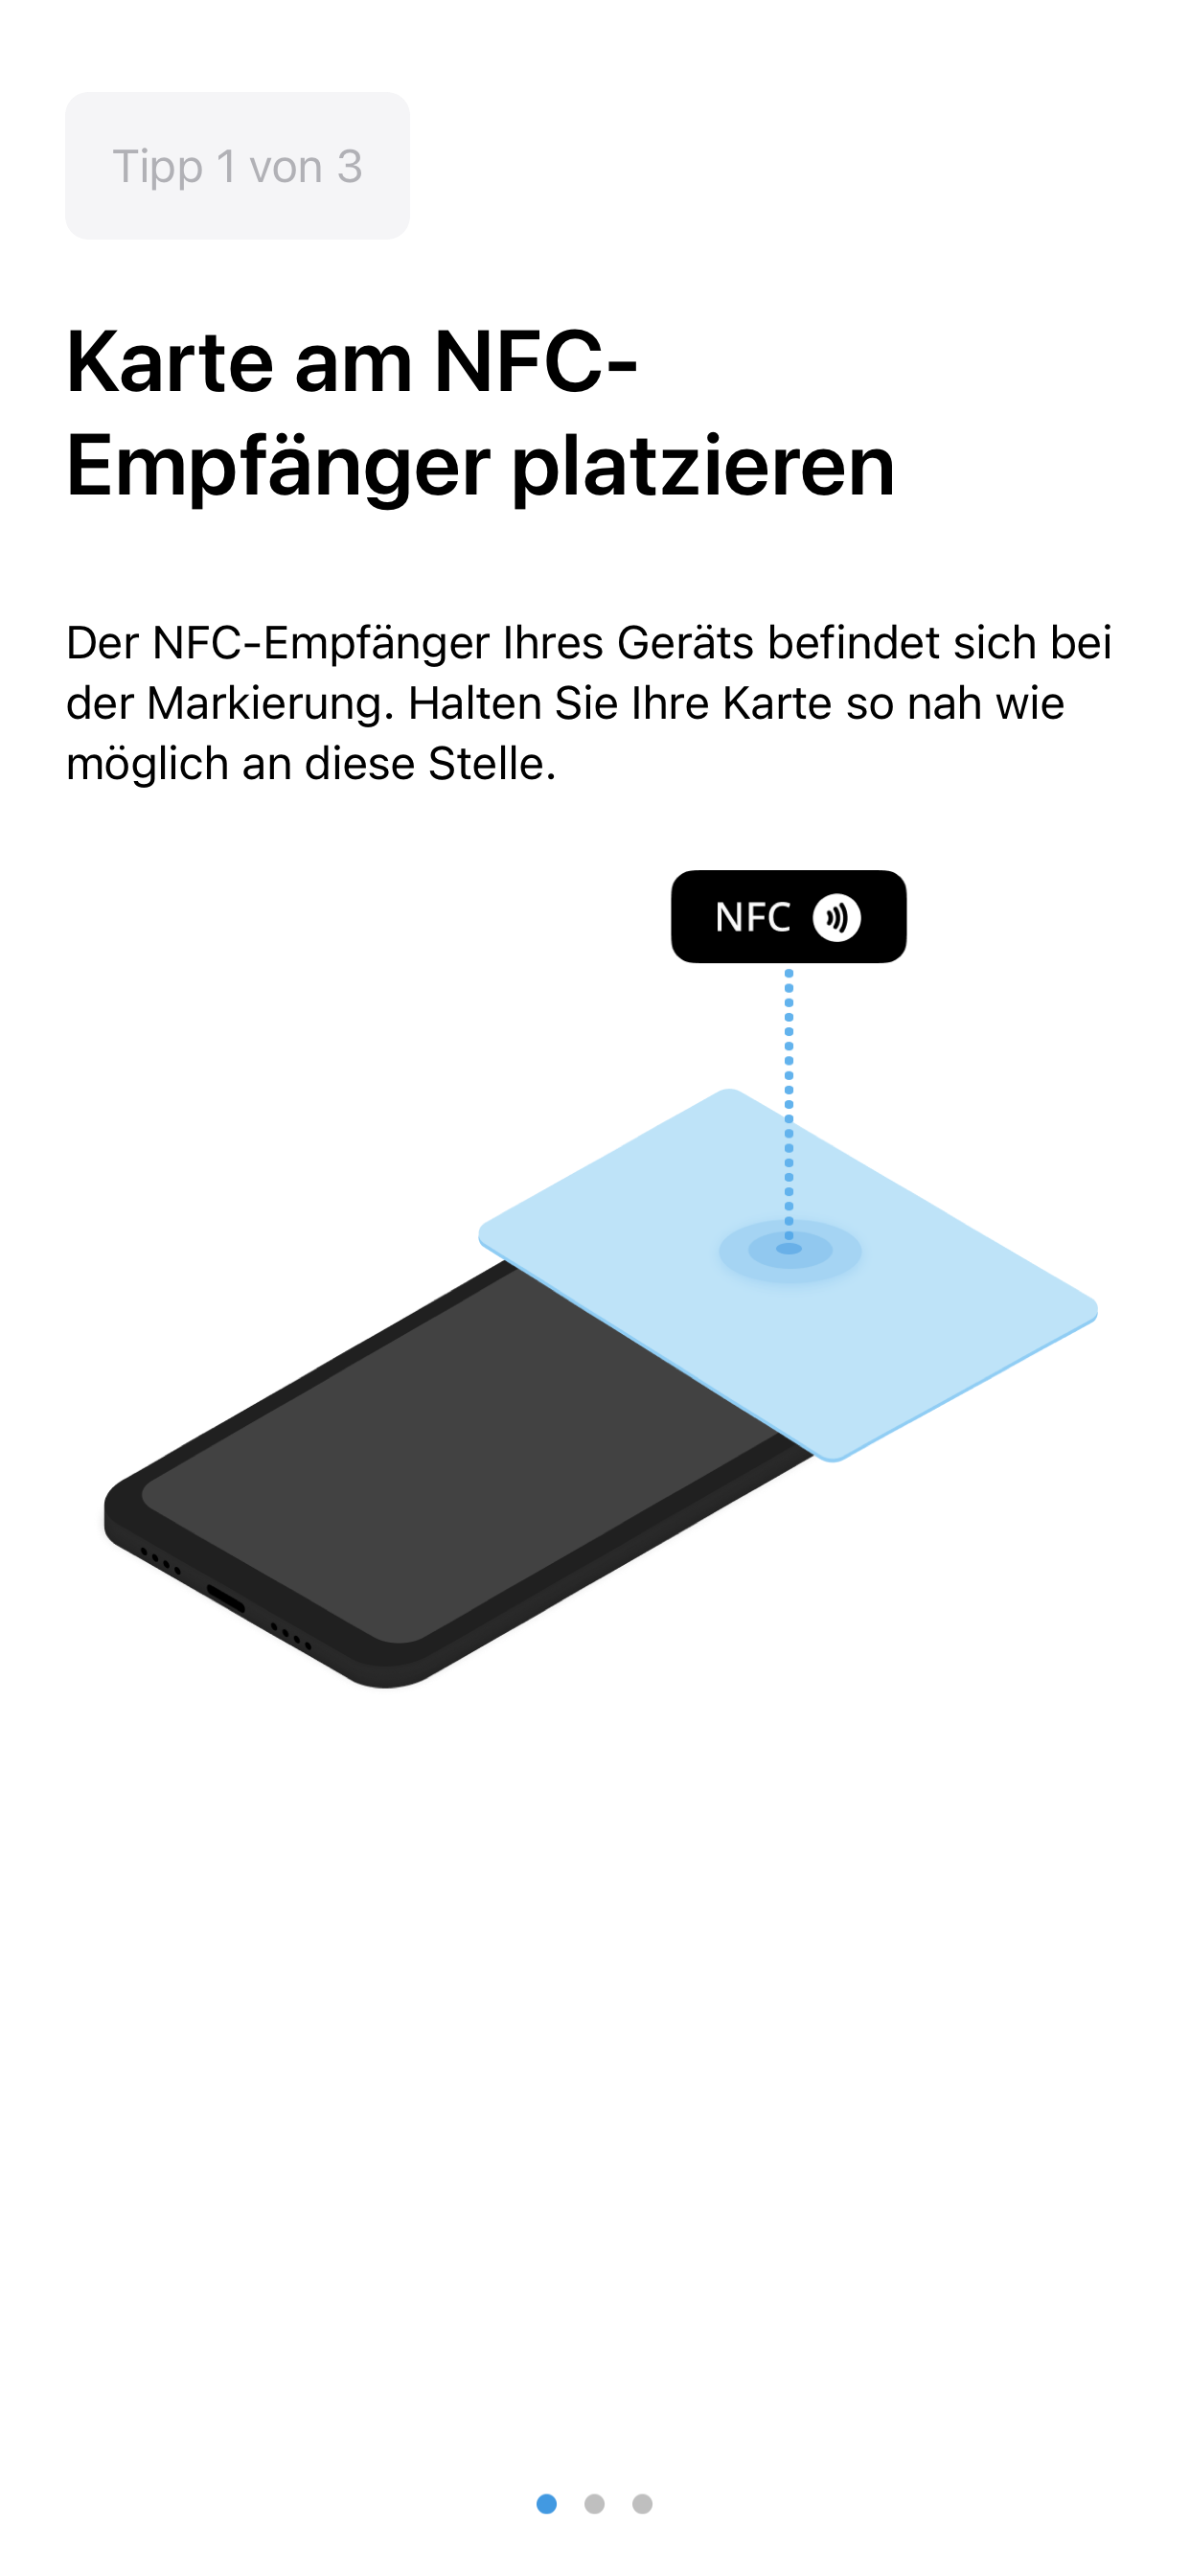 Tipp 1 von 3
Karte am NFC-
Empfänger platzieren
Der NFC-Empfänger Ihres Geräts befindet sich bei
der Markierung. Halten Sie Ihre Karte so nah wie
möglich an diese Stelle.
NFC